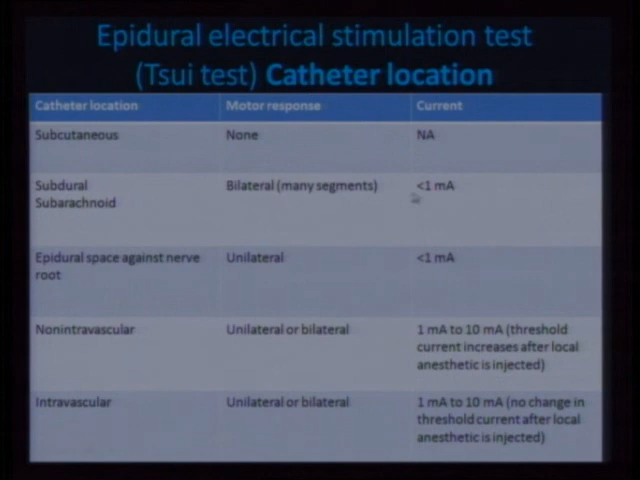 Epidural electrical stimulation test
(Tsui test) Catheter location
Catheter location Motor response Current
Subcutaneous None NA
Subdural Bilateral (many segments) <1 mA
Subarachnoid
Epidural space against nerve Unilateral <1 mA
root
Nonintravascular Unilateral or bilateral 1 mA to 10 mA (threshold
current increases after local
anesthetic is injected)
Intravascular Unilateral or bilateral 1 mA to 10 mA (no change in
threshold current after local
anesthetic is injected)